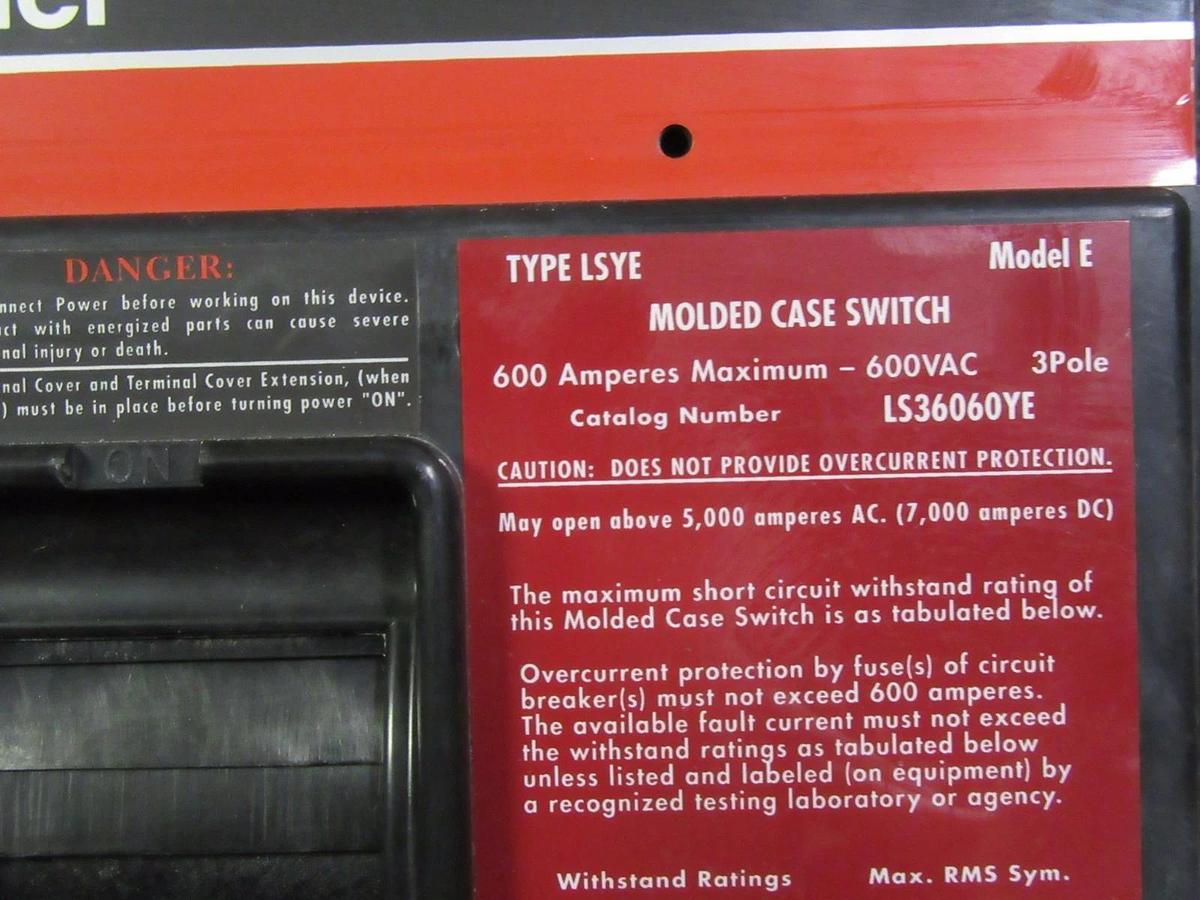 DANGER:
Power before working on this device.
with energized parts can cause severe
injury or death.
Cover and Terminal Cover Extension, (when
) must be in place before turning power "ON".
ON
TYPE LSYE Model E
MOLDED CASE SWITCH
600 Amperes Maximum – 600VAC 3Pole
Catalog Number LS36060YE
CAUTION: DOES NOT PROVIDE OVERCURRENT PROTECTION.
May open above 5,000 amperes AC. (7,000 amperes DC)
The maximum short circuit withstand rating of
this Molded Case Switch is as tabulated below.
Overcurrent protection by fuse(s) of circuit
breaker(s) must not exceed 600 amperes.
The available fault current must not exceed
the withstand ratings as tabulated below
unless listed and labeled (on equipment) by
a recognized testing laboratory or agency.
Withstand Ratings Max. RMS Sym.